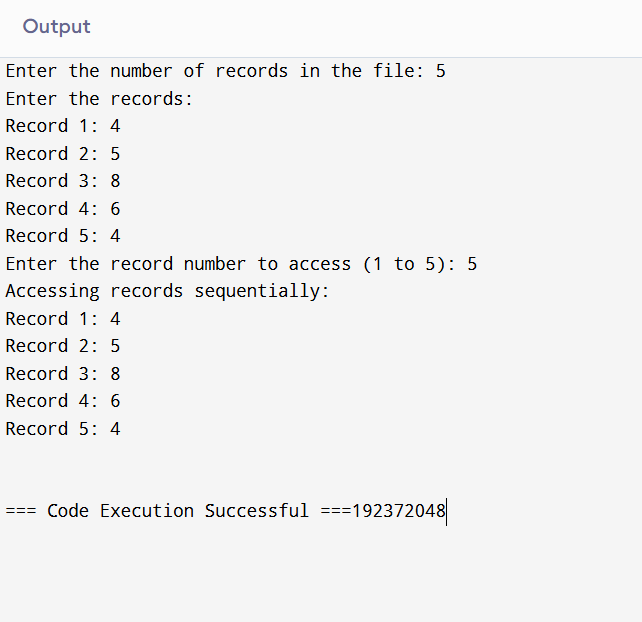 Output
Enter the number of records in the file: 5
Enter the records:
Record 1: 4
Record 2: 5
Record 3: 8
Record 4: 6
Record 5: 4
Enter the record number to access (1 to 5): 5
Accessing records sequentially:
Record 1: 4
Record 2: 5
Record 3: 8
Record 4: 6
Record 5: 4
=== Code Execution Successful ===192372048